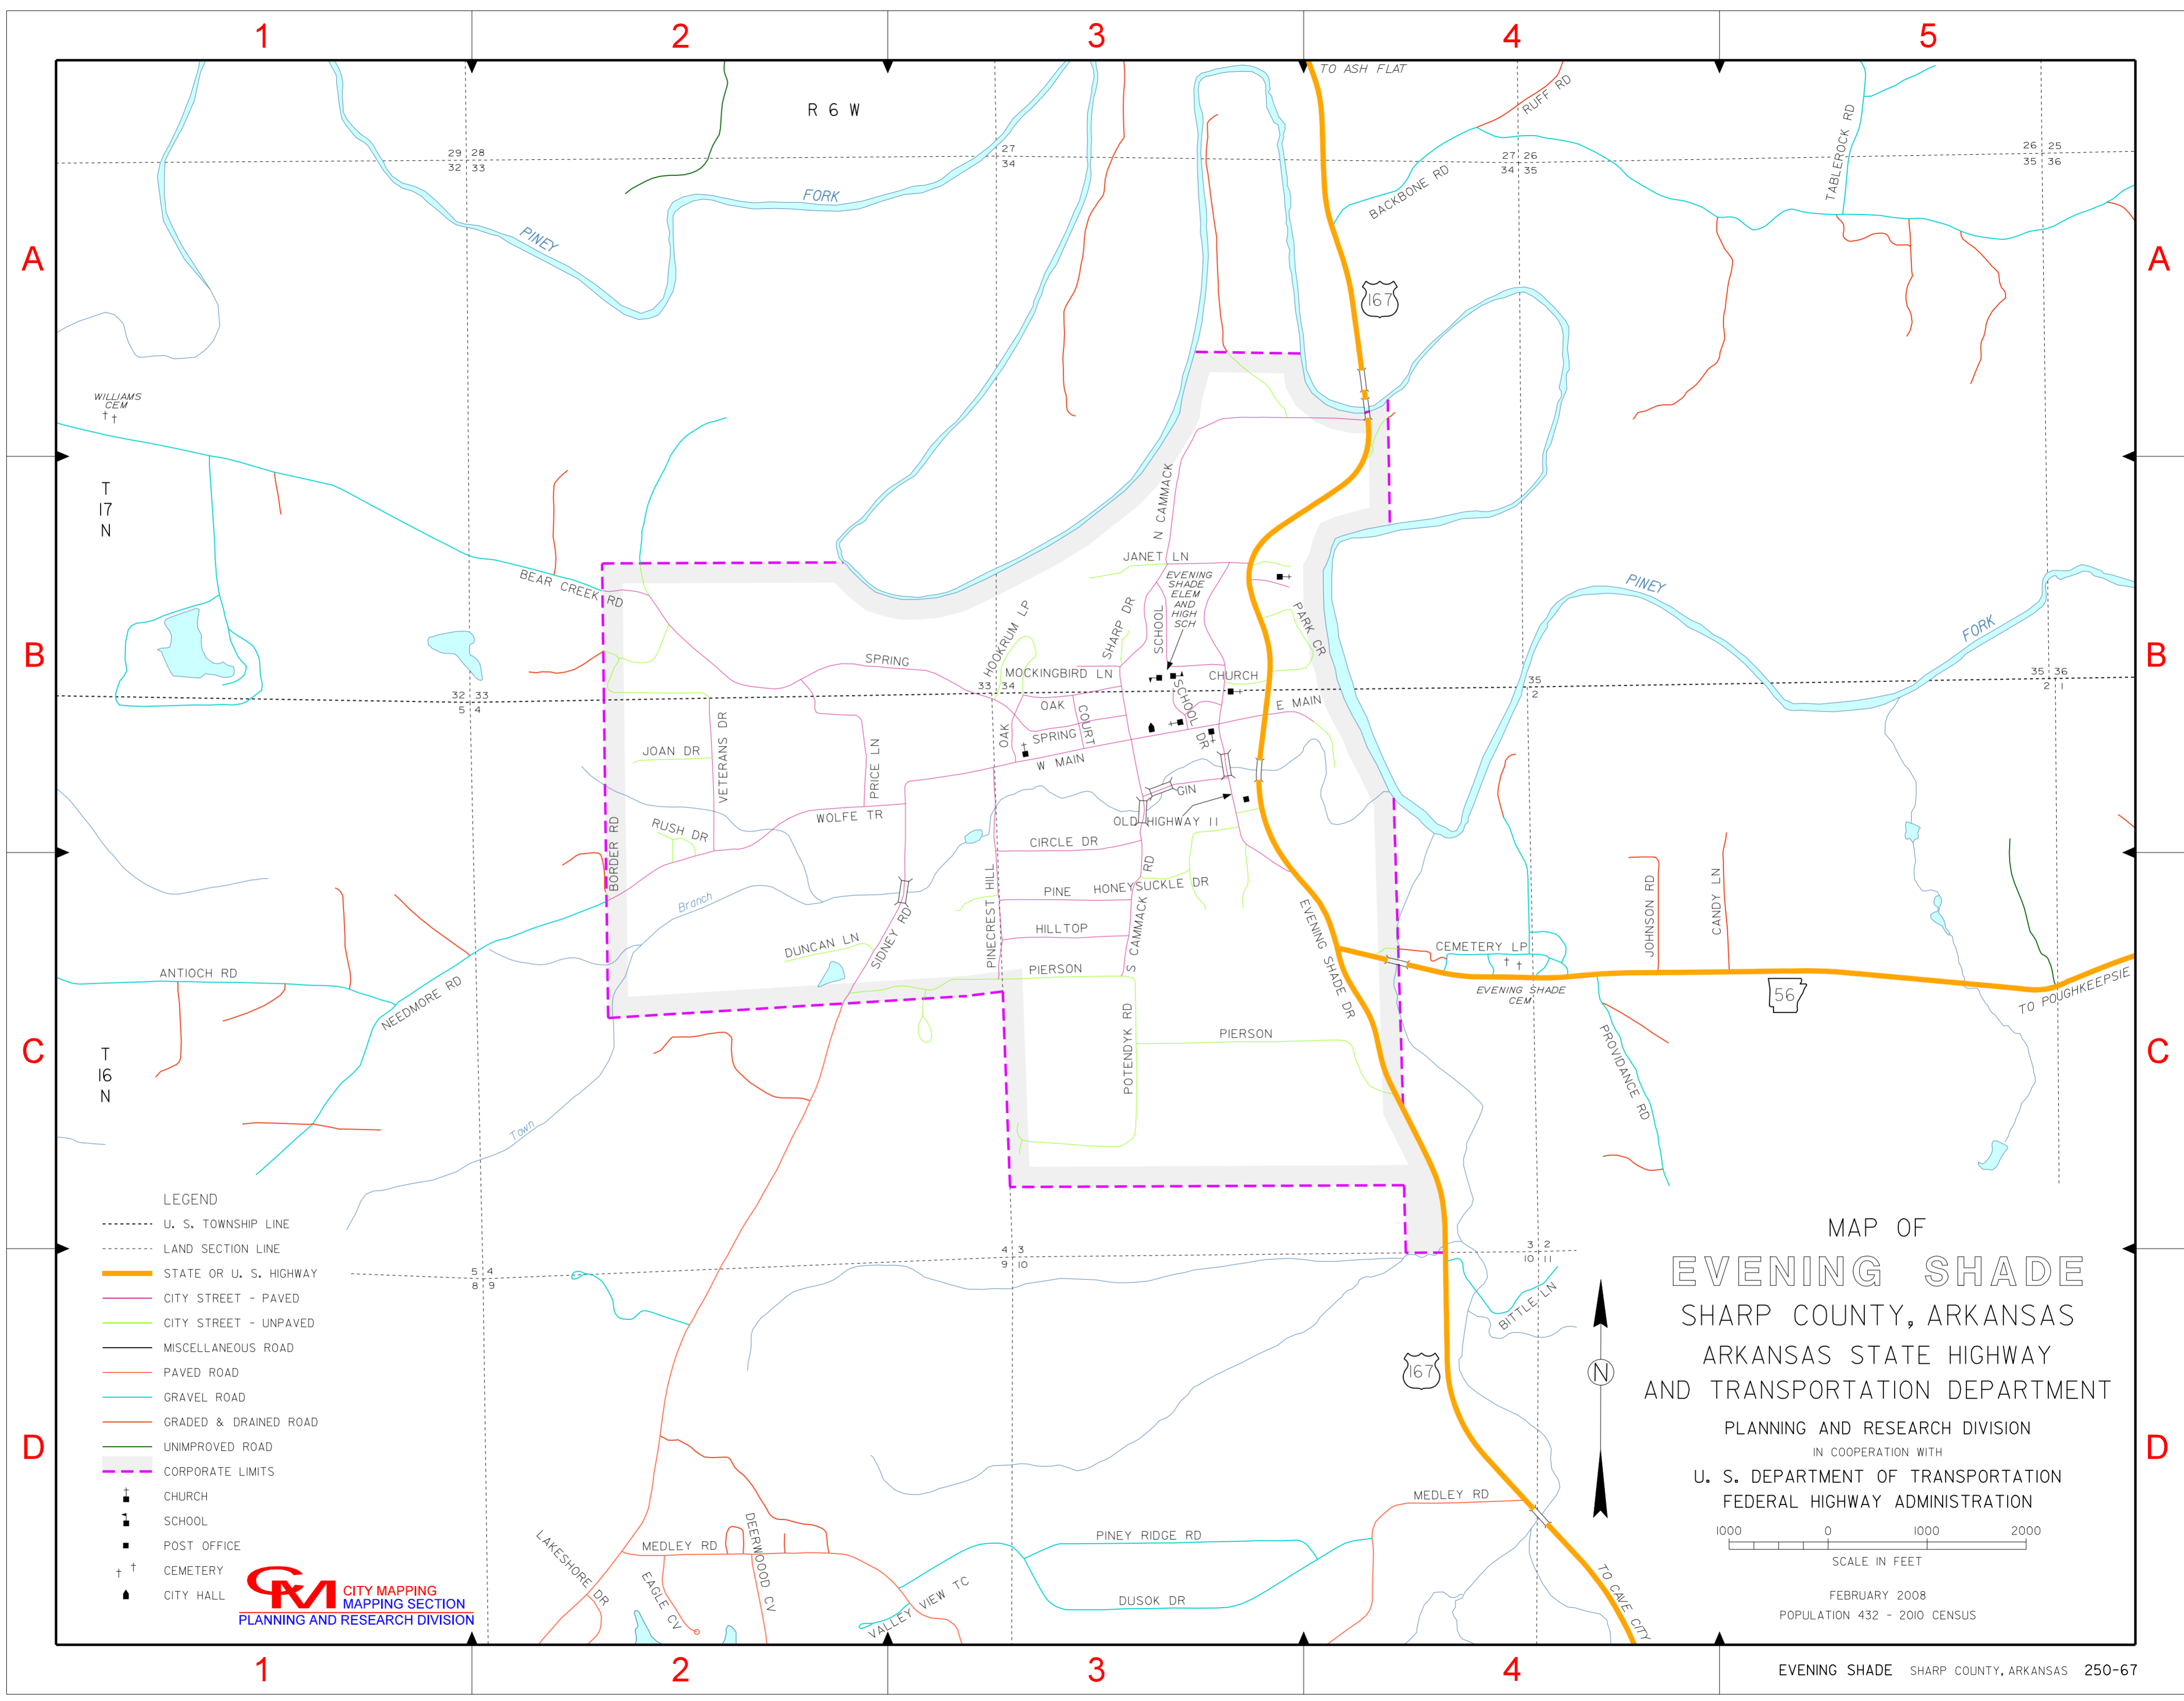 1 2 3 4 5
TO ASH FLAT
R 6 W
RUFF RD
TABLEROCK RD
29 28
32 33
27
34
27 26
34 35
26 25
35 36
BACKBONE RD
FORK
PINEY
A
A
167
WILLIAMS
CEM
T
17
N
N CAMMACK
JANET LN
BEAR CREEK RD
EVENING
SHADE
ELEM
AND
HIGH
SCH
PINEY
FORK
HOOKRUM LP
SHARP DR
SCHOOL
PARK CR
B
B
SPRING
MOCKINGBIRD LN
CHURCH
32 33
5 4
33 34
35
2
35 36
2 1
OAK
COURT
SCHOOL DR
E MAIN
OAK
SPRING
W MAIN
JOAN DR
VETERANS DR
PRICE LN
GIN
WOLFE TR
OLD HIGHWAY 11
RUSH DR
BORDER RD
CIRCLE DR
RD
PINE
HONEYSUCKLE DR
Branch
PINECREST HILL
HILLTOP
S CAMMACK
DUNCAN LN
SIDNEY RD
EVENING SHADE DR
CEMETERY LP
JOHNSON RD
CANDY LN
ANTIOCH RD
PIERSON
NEEDMORE RD
EVENING SHADE
CEM
56
TO POUGHKEEPSIE
C
C
T
16
N
POTENDYK RD
PIERSON
PROVIDANCE RD
Town
4 3
9 10
3 2
10 11
5 4
8 9
BITTLE LN
167
LEGEND
U. S. TOWNSHIP LINE
LAND SECTION LINE
STATE OR U. S. HIGHWAY
CITY STREET - PAVED
CITY STREET - UNPAVED
MISCELLANEOUS ROAD
PAVED ROAD
GRAVEL ROAD
GRADED & DRAINED ROAD
UNIMPROVED ROAD
CORPORATE LIMITS
CHURCH
SCHOOL
POST OFFICE
CEMETERY
CITY HALL
D
D
CM CITY MAPPING
MAPPING SECTION
PLANNING AND RESEARCH DIVISION
MEDLEY RD
LAKESHORE DR
MEDLEY RD
DEERWOOD CV
EAGLE CV
VALLEY VIEW TC
PINEY RIDGE RD
DUSOK DR
TO CAVE CITY
MAP OF
EVENING SHADE
SHARP COUNTY, ARKANSAS
ARKANSAS STATE HIGHWAY
AND TRANSPORTATION DEPARTMENT
PLANNING AND RESEARCH DIVISION
IN COOPERATION WITH
U. S. DEPARTMENT OF TRANSPORTATION
FEDERAL HIGHWAY ADMINISTRATION
N
1000 0 1000 2000
SCALE IN FEET
FEBRUARY 2008
POPULATION 432 - 2010 CENSUS
1 2 3 4
EVENING SHADE SHARP COUNTY, ARKANSAS 250-67